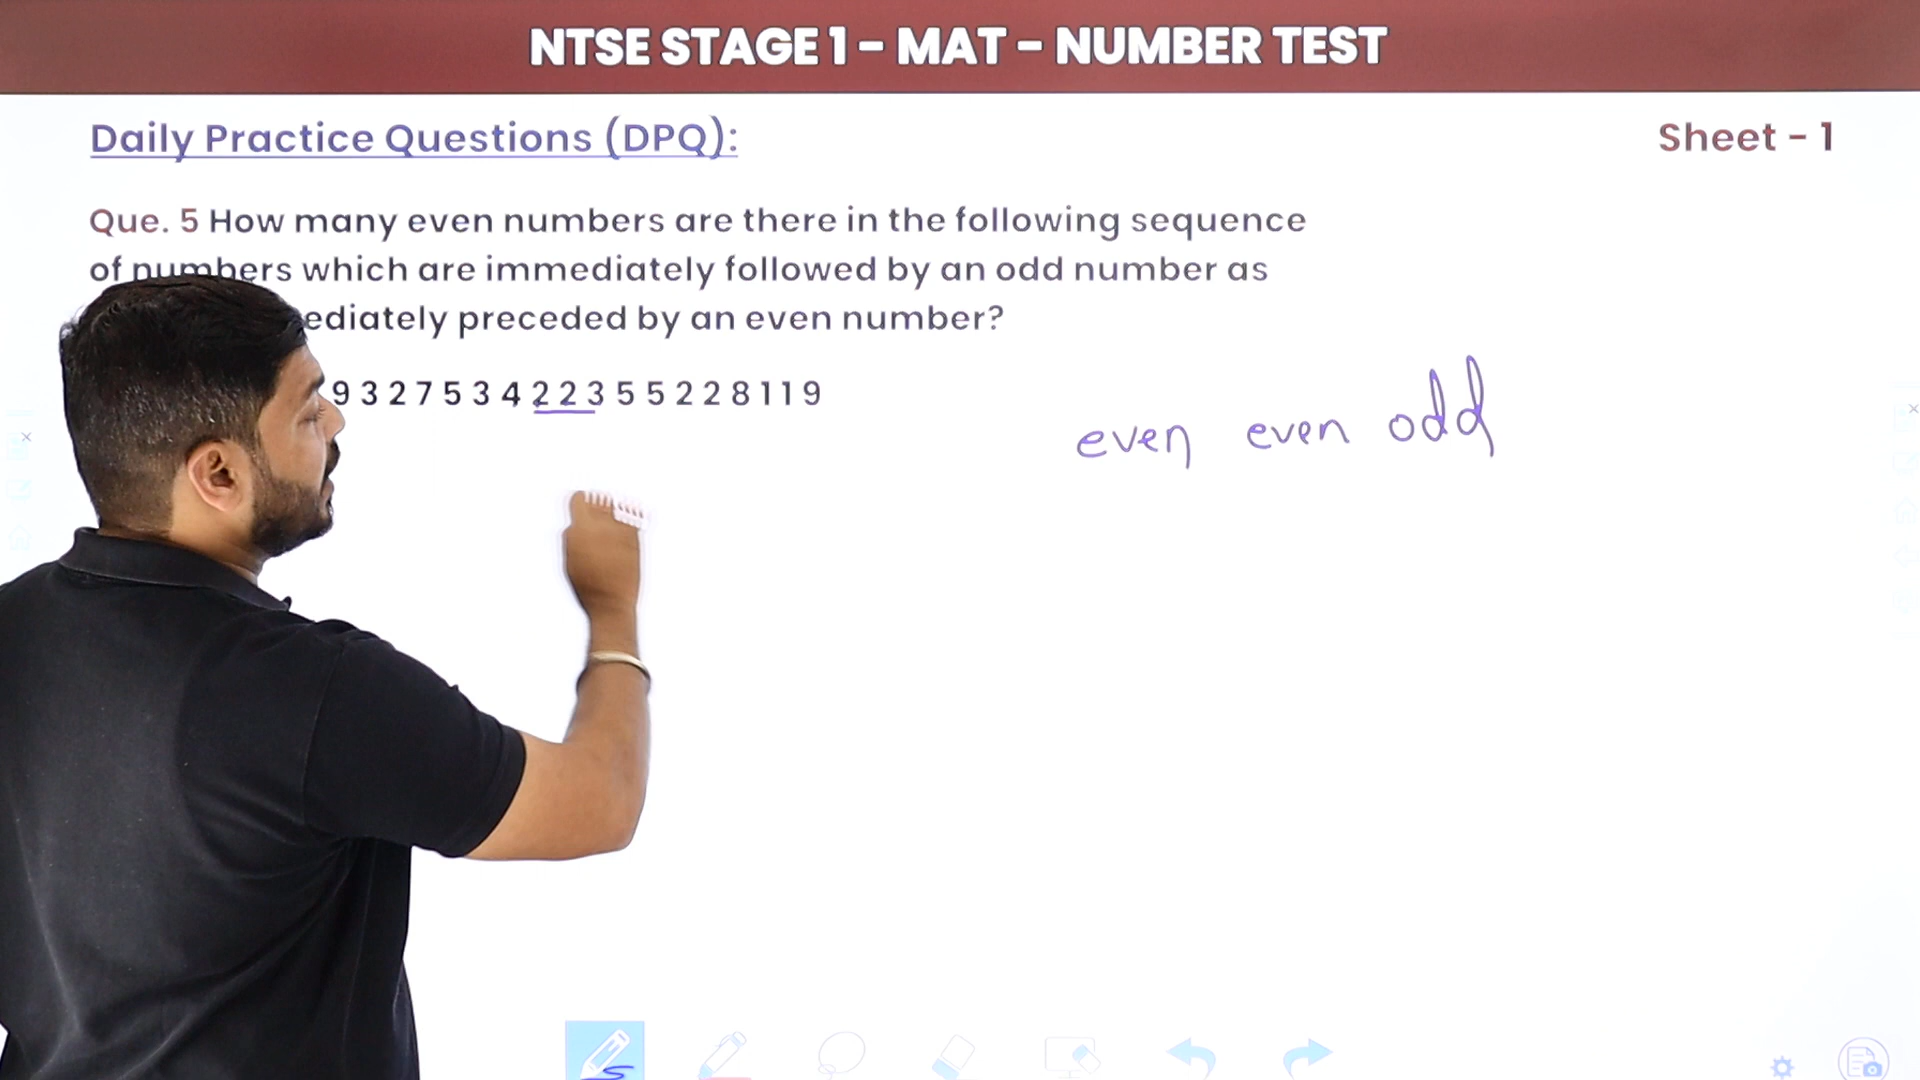 NTSE STAGE 1 – MAT – NUMBER TEST
Daily Practice Questions (DPQ):
Sheet - 1
Que. 5 How many even numbers are there in the following sequence
of numbers which are immediately followed by an odd number as
ediately preceded by an even number?
9 3 2 7 5 3 4 2 2 3 5 5 2 2 8 1 1 9
even even odd